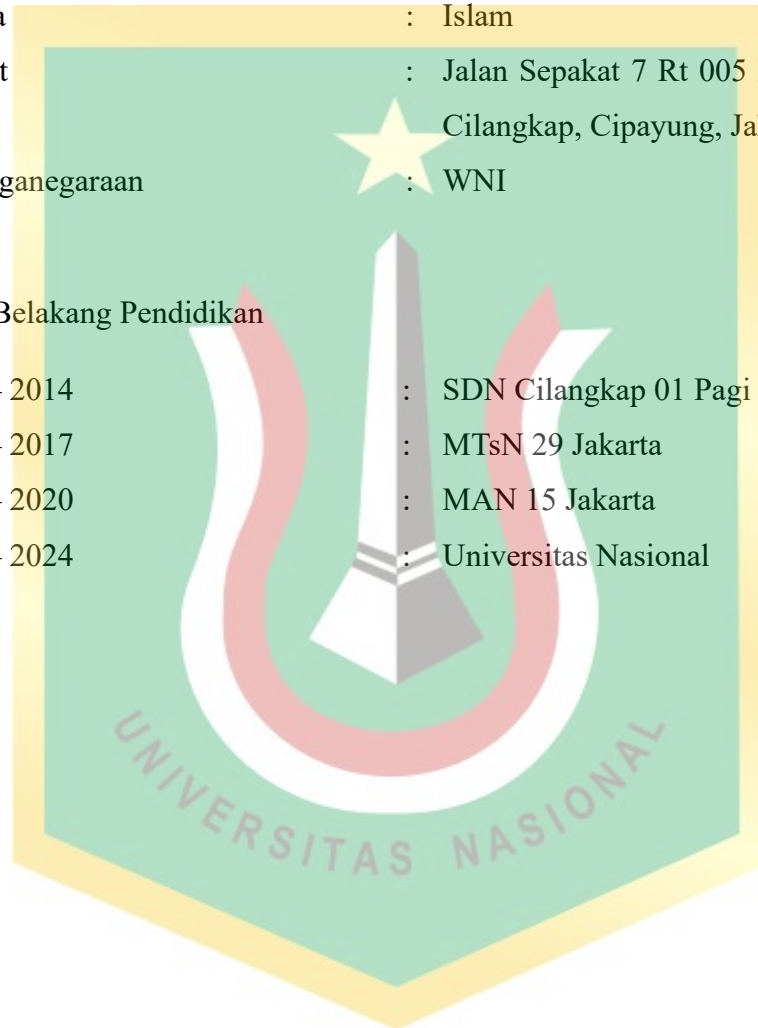 a : Islam
t : Jalan Sepakat 7 Rt 005
Cilangkap, Cipayung, Ja
ganegaraan : WNI
Belakang Pendidikan
- 2014 : SDN Cilangkap 01 Pagi
- 2017 : MTsN 29 Jakarta
- 2020 : MAN 15 Jakarta
- 2024 : Universitas Nasional
UNIVERSITAS NASIONAL